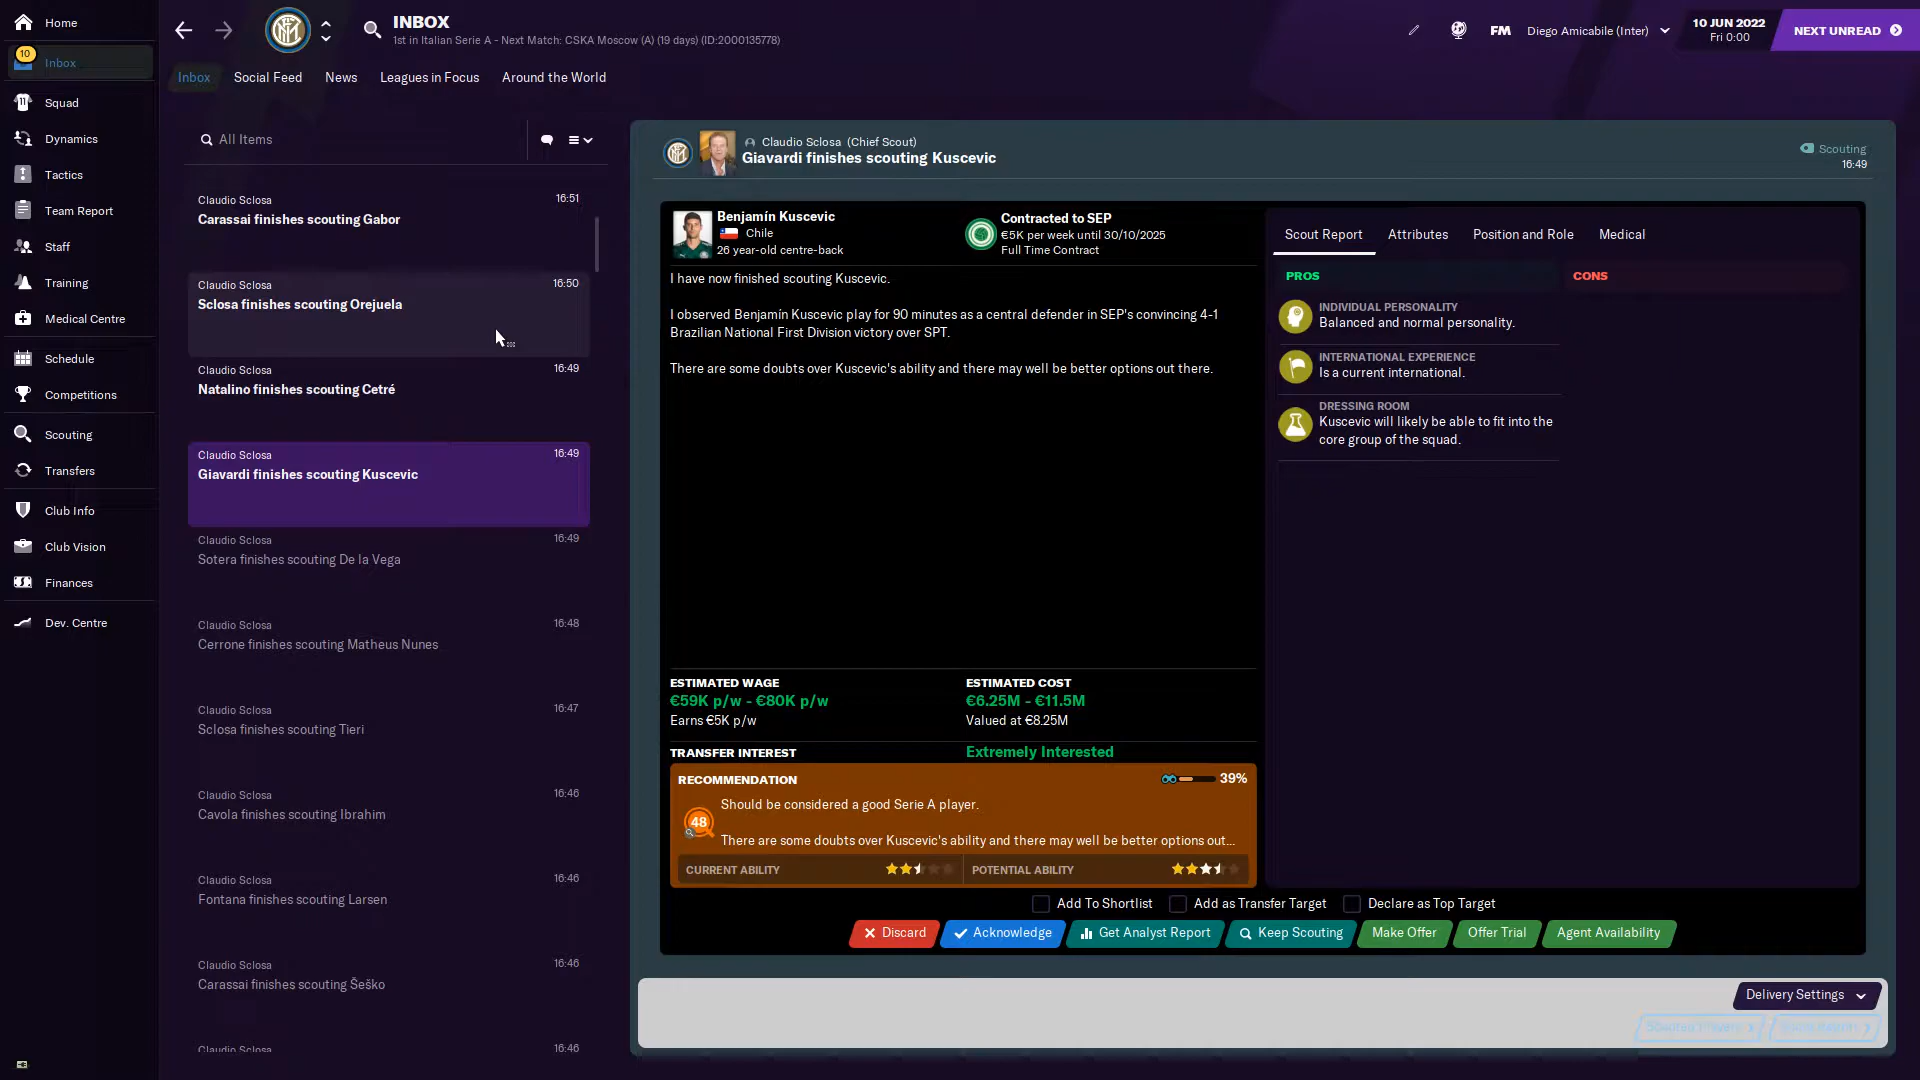 Home
10
Inbox
Squad
Dynamics
Tactics
Team Report
Staff
Training
Medical Centre
Schedule
Competitions
Scouting
Transfers
Club Info
Club Vision
Finances
Dev. Centre
INBOX
1st in Italian Serie A - Next Match: CSKA Moscow (A) (19 days) (ID:2000135778)
FM
Diego Amicabile (Inter)
10 JUN 2022
Fri 0:00
NEXT UNREAD
Inbox
Social Feed
News
Leagues in Focus
Around the World
All Items
Claudio Sclosa
16:51
Carassai finishes scouting Gabor
Claudio Sclosa
16:50
Sclosa finishes scouting Orejuela
Claudio Sclosa
16:49
Natalino finishes scouting Cetré
Claudio Sclosa
16:49
Giavardi finishes scouting Kuscevic
Claudio Sclosa
16:49
Sotera finishes scouting De la Vega
Claudio Sclosa
16:48
Cerrone finishes scouting Matheus Nunes
Claudio Sclosa
16:47
Sclosa finishes scouting Tieri
Claudio Sclosa
16:46
Cavola finishes scouting Ibrahim
Claudio Sclosa
16:46
Fontana finishes scouting Larsen
Claudio Sclosa
16:46
Carassai finishes scouting Šeško
Claudio Sclosa
16:46
Claudio Sclosa (Chief Scout)
Giavardi finishes scouting Kuscevic
Scouting
16:49
Benjamín Kuscevic
Chile
26 year-old centre-back
Contracted to SEP
€5K per week until 30/10/2025
Full Time Contract
I have now finished scouting Kuscevic.
I observed Benjamín Kuscevic play for 90 minutes as a central defender in SEP's convincing 4-1
Brazilian National First Division victory over SPT.
There are some doubts over Kuscevic's ability and there may well be better options out there.
ESTIMATED WAGE
€59K p/w - €80K p/w
Earns €5K p/w
ESTIMATED COST
€6.25M - €11.5M
Valued at €8.25M
TRANSFER INTEREST
Extremely Interested
RECOMMENDATION
39%
48
Should be considered a good Serie A player.
There are some doubts over Kuscevic's ability and there may well be better options out...
CURRENT ABILITY
POTENTIAL ABILITY
Scout Report
Attributes
Position and Role
Medical
PROS
CONS
INDIVIDUAL PERSONALITY
Balanced and normal personality.
INTERNATIONAL EXPERIENCE
Is a current international.
DRESSING ROOM
Kuscevic will likely be able to fit into the
core group of the squad.
Add To Shortlist
Add as Transfer Target
Declare as Top Target
Discard
Acknowledge
Get Analyst Report
Keep Scouting
Make Offer
Offer Trial
Agent Availability
Delivery Settings